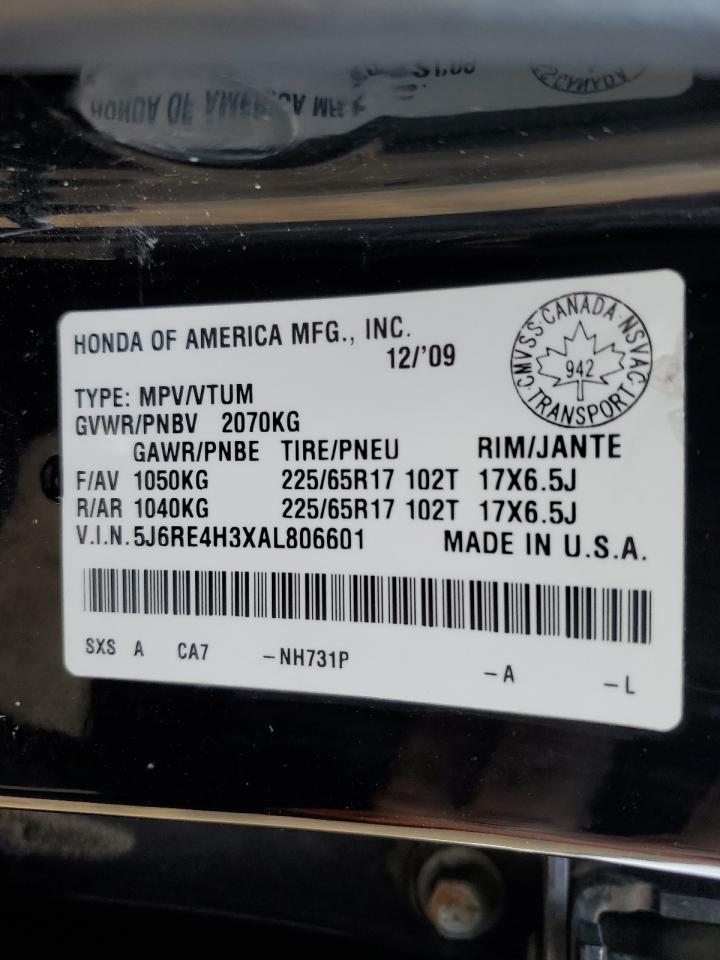 HONDA OF AMERICA MFG., INC.
12/'09
CMVSS·CANADA·NSVAC·TRANSPORT·
942
TYPE: MPV/VTUM
GVWR/PNBV 2070KG
GAWR/PNBE TIRE/PNEU RIM/JANTE
F/AV 1050KG 225/65R17 102T 17X6.5J
R/AR 1040KG 225/65R17 102T 17X6.5J
V.I.N. 5J6RE4H3XAL806601 MADE IN U.S.A.
SXS A CA7 -NH731P -A -L